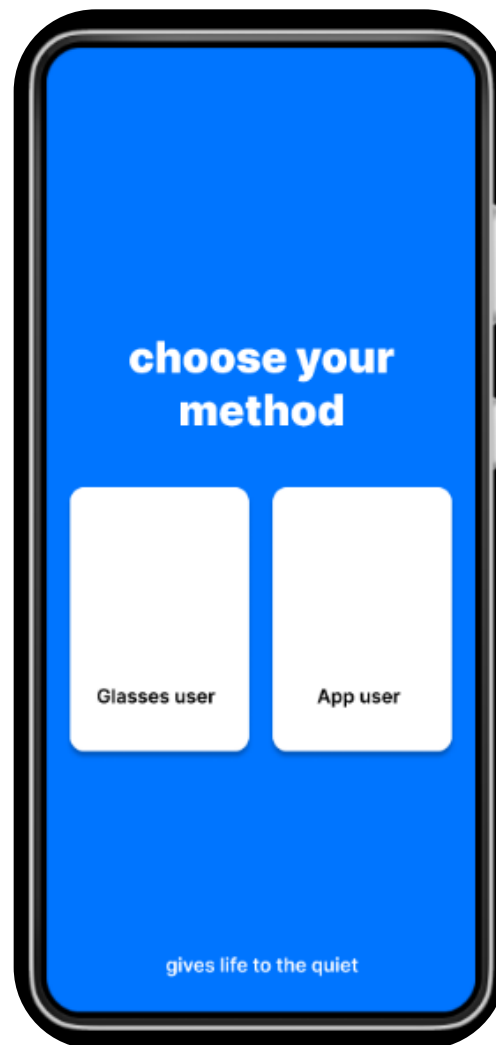 choose your
method
Glasses user
App user
gives life to the quiet